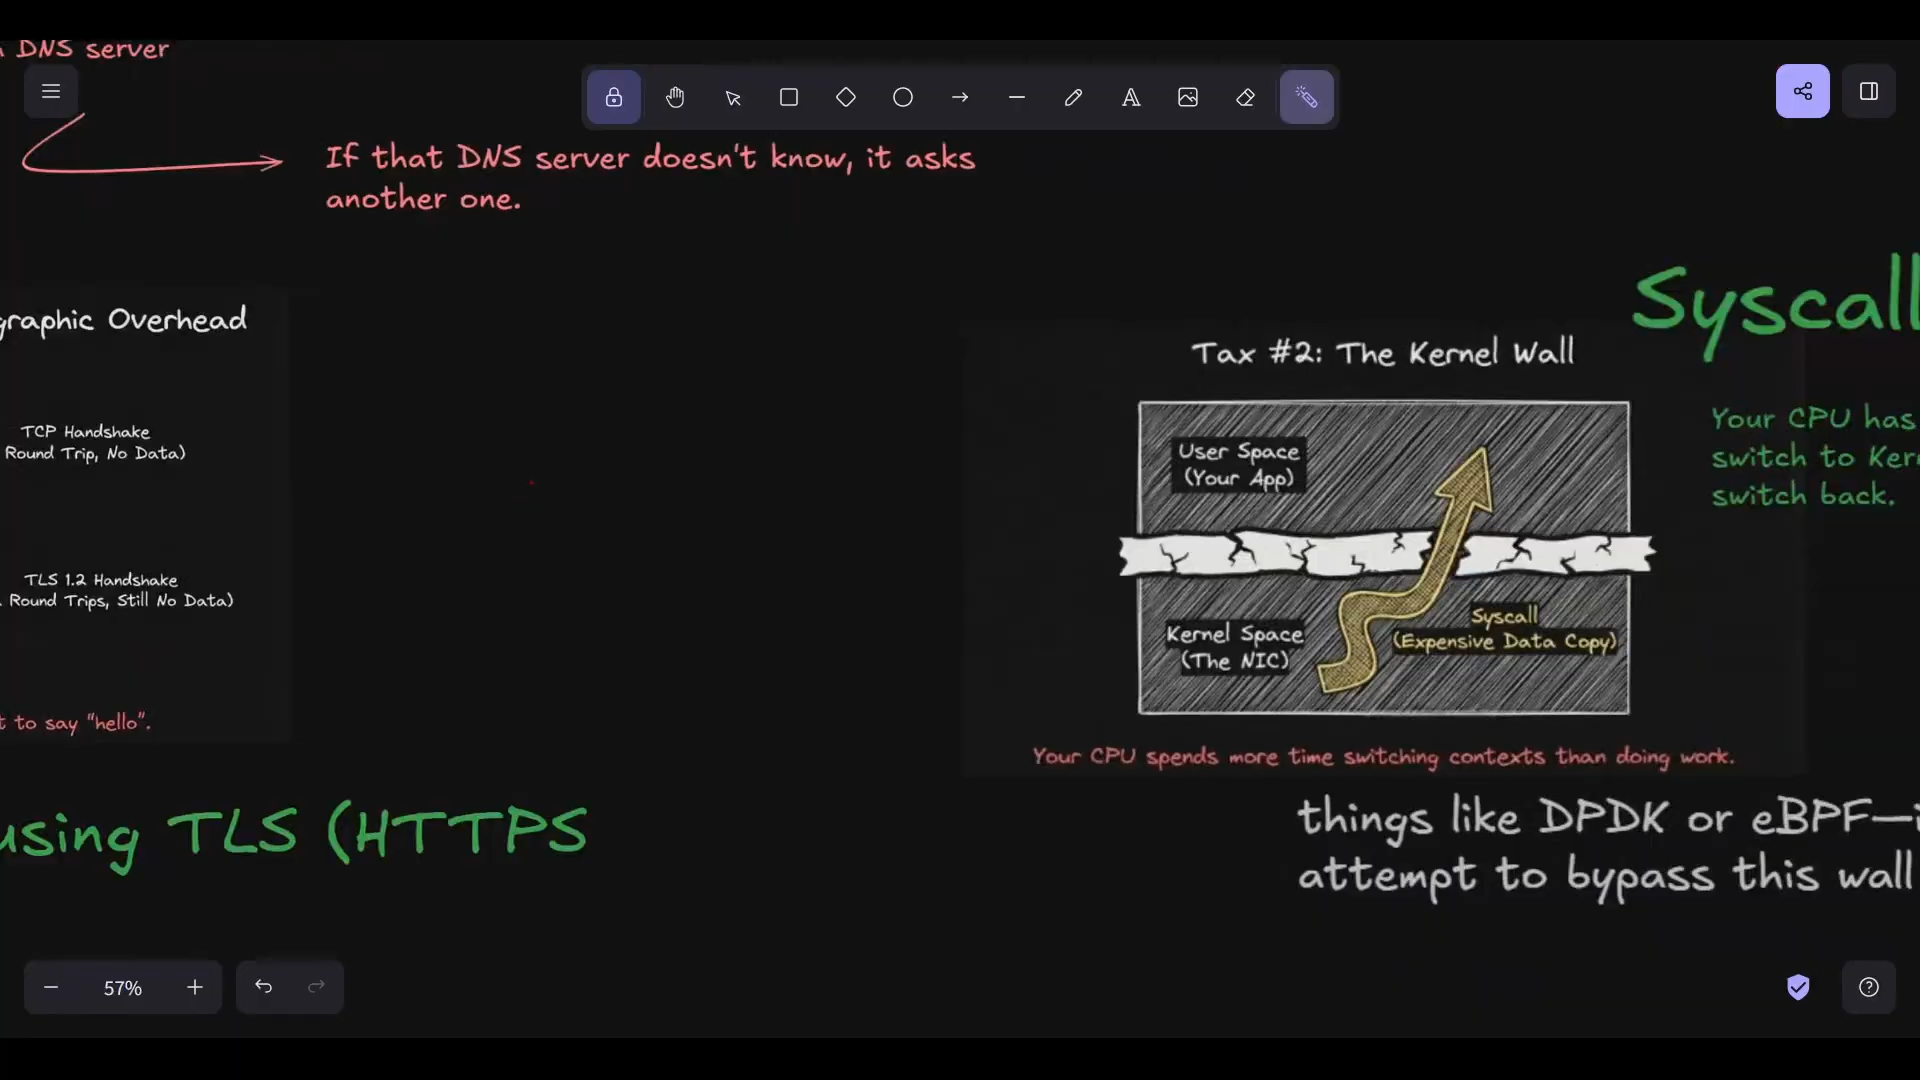 DNS server
If that DNS server doesn't know, it asks
another one.
graphic Overhead
TCP Handshake
Round Trip, No Data)
TLS 1.2 Handshake
Round Trips, Still No Data)
to say "hello".
using TLS (HTTPS
Syscall
Tax #2: The Kernel Wall
User Space
(Your App)
Kernel Space
(The NIC)
Syscall
(Expensive Data Copy)
Your CPU spends more time switching contexts than doing work.
Your CPU has
switch to Ker
switch back.
things like DPDK or eBPF—i
attempt to bypass this wall
57%